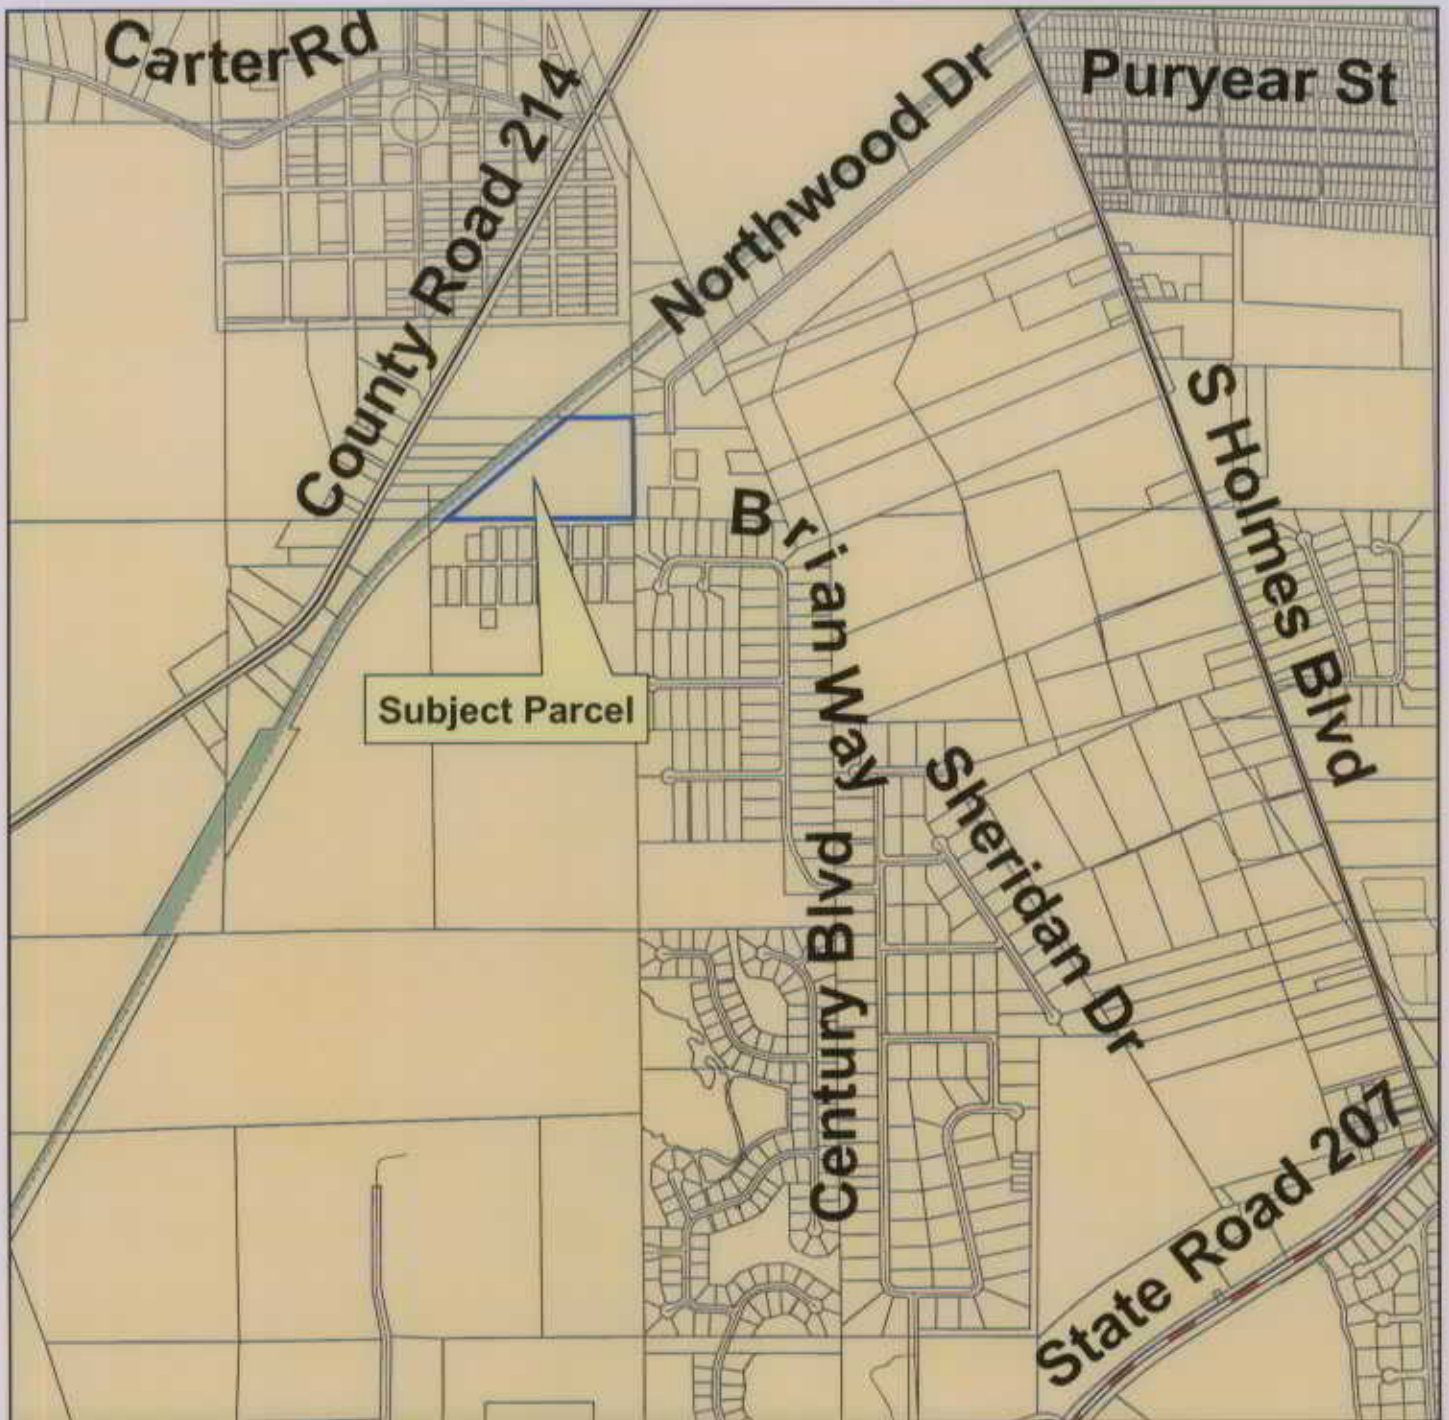 Carter Rd
Puryear St
County Road 214
Northwood Dr
S Holmes Blvd
Brian Way
Subject Parcel
Sheridan Dr
Century Blvd
State Road 207